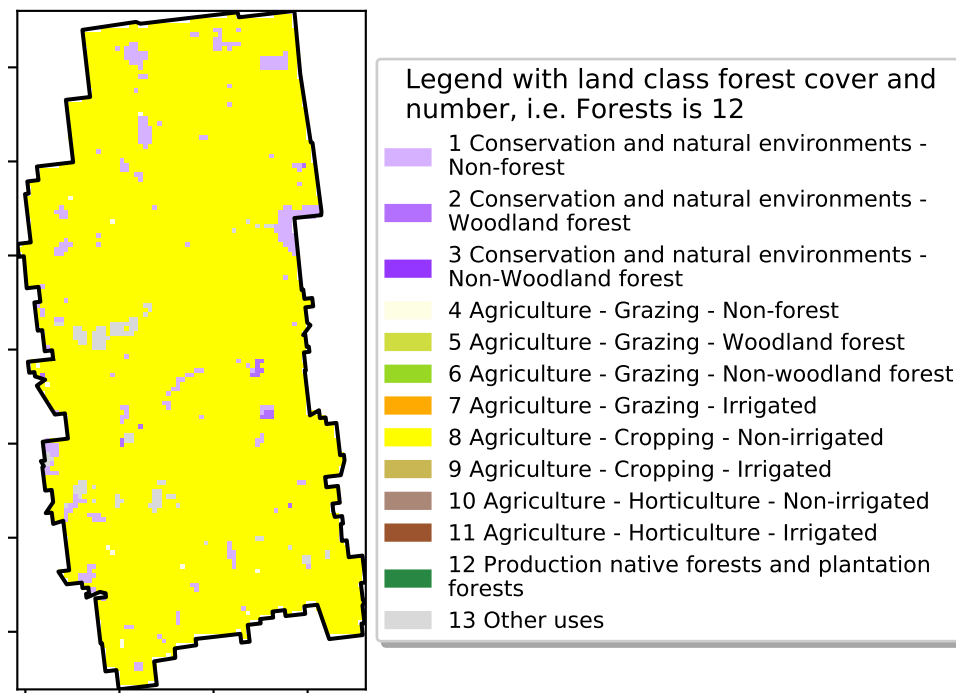 Legend with land class forest cover and
number, i.e. Forests is 12
1 Conservation and natural environments -
Non-forest
2 Conservation and natural environments -
Woodland forest
3 Conservation and natural environments -
Non-Woodland forest
4 Agriculture - Grazing - Non-forest
5 Agriculture - Grazing - Woodland forest
6 Agriculture - Grazing - Non-woodland forest
7 Agriculture - Grazing - Irrigated
8 Agriculture - Cropping - Non-irrigated
9 Agriculture - Cropping - Irrigated
10 Agriculture - Horticulture - Non-irrigated
11 Agriculture - Horticulture - Irrigated
12 Production native forests and plantation
forests
13 Other uses